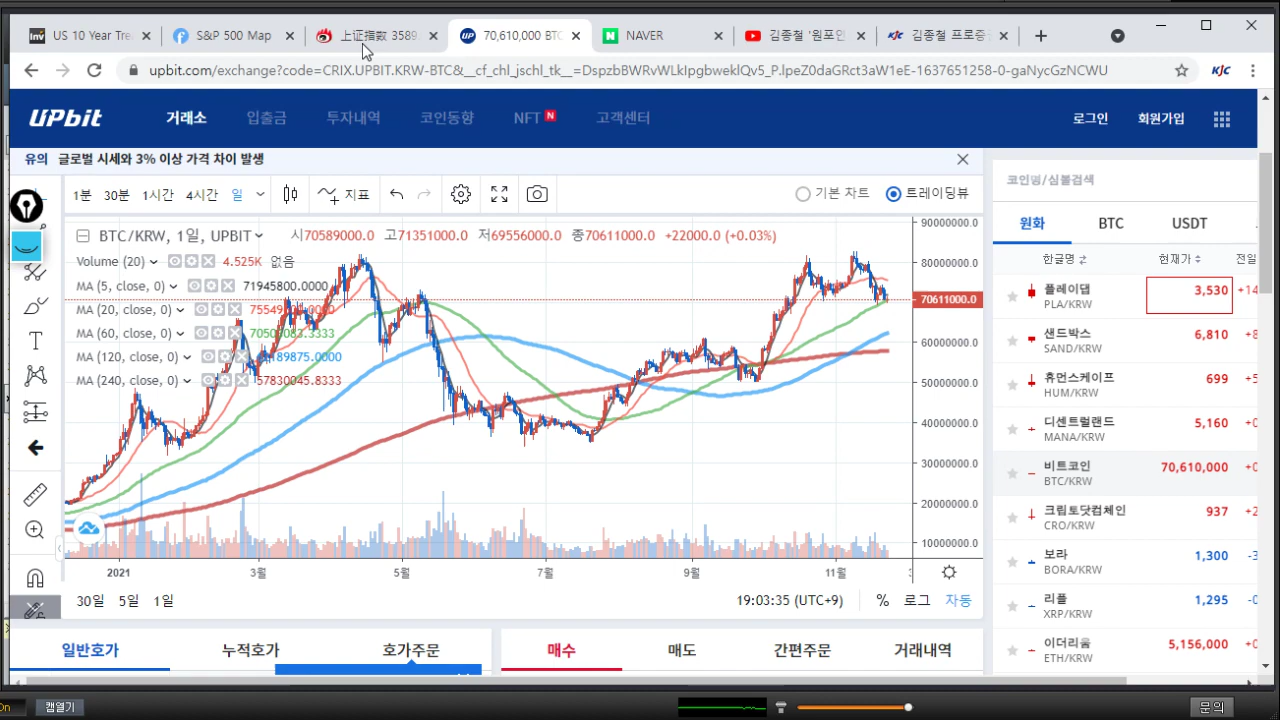 US 10 Year Tre
S&P 500 Map
上证指数 3589.
70,610,000 BTC
NAVER
김종철 '원포인
김종철 프로증권
upbit.com/exchange?code=CRIX.UPBIT.KRW-BTC&__cf_chl_jschl_tk__=DspzbBWRvWLkIpgbweklQv5_P.lpeZ0daGRct3aW1eE-1637651258-0-gaNycGzNCWU
KJC
UPbit
거래소 입출금 투자내역 코인동향 NFT N 고객센터
로그인 회원가입
유의 글로벌 시세와 3% 이상 가격 차이 발생
1분 30분 1시간 4시간 일
지표
기본 차트 트레이딩뷰
BTC/KRW, 1일, UPBIT 시70589000.0 고71351000.0 저69556000.0 종70611000.0 +22000.0 (+0.03%)
Volume (20) 4.525K 없음
MA (5, close, 0) 71945800.0000
MA (20, close, 0)
MA (60, close, 0)
MA (120, close, 0)
MA (240, close, 0) 57830045.8333
90000000.0
80000000.0
70611000.0
60000000.0
50000000.0
40000000.0
30000000.0
20000000.0
10000000.0
2021 3월 5월 7월 9월 11월
30일 5일 1일
19:03:35 (UTC+9) % 로그 자동
일반호가 누적호가 호가주문
매수 매도 간편주문 거래내역
코인명/심볼검색
원화 BTC USDT
한글명 현재가 전일
플레이댑 3,530 +14
PLA/KRW
샌드박스 6,810 +8
SAND/KRW
휴먼스케이프 699 +5
HUM/KRW
디센트럴랜드 5,160 +0
MANA/KRW
비트코인 70,610,000 +0
BTC/KRW
크립토닷컴체인 937 +2
CRO/KRW
보라 1,300 -3
BORA/KRW
리플 1,295 -0
XRP/KRW
이더리움 5,156,000 +0
ETH/KRW
On 캡열기
문의